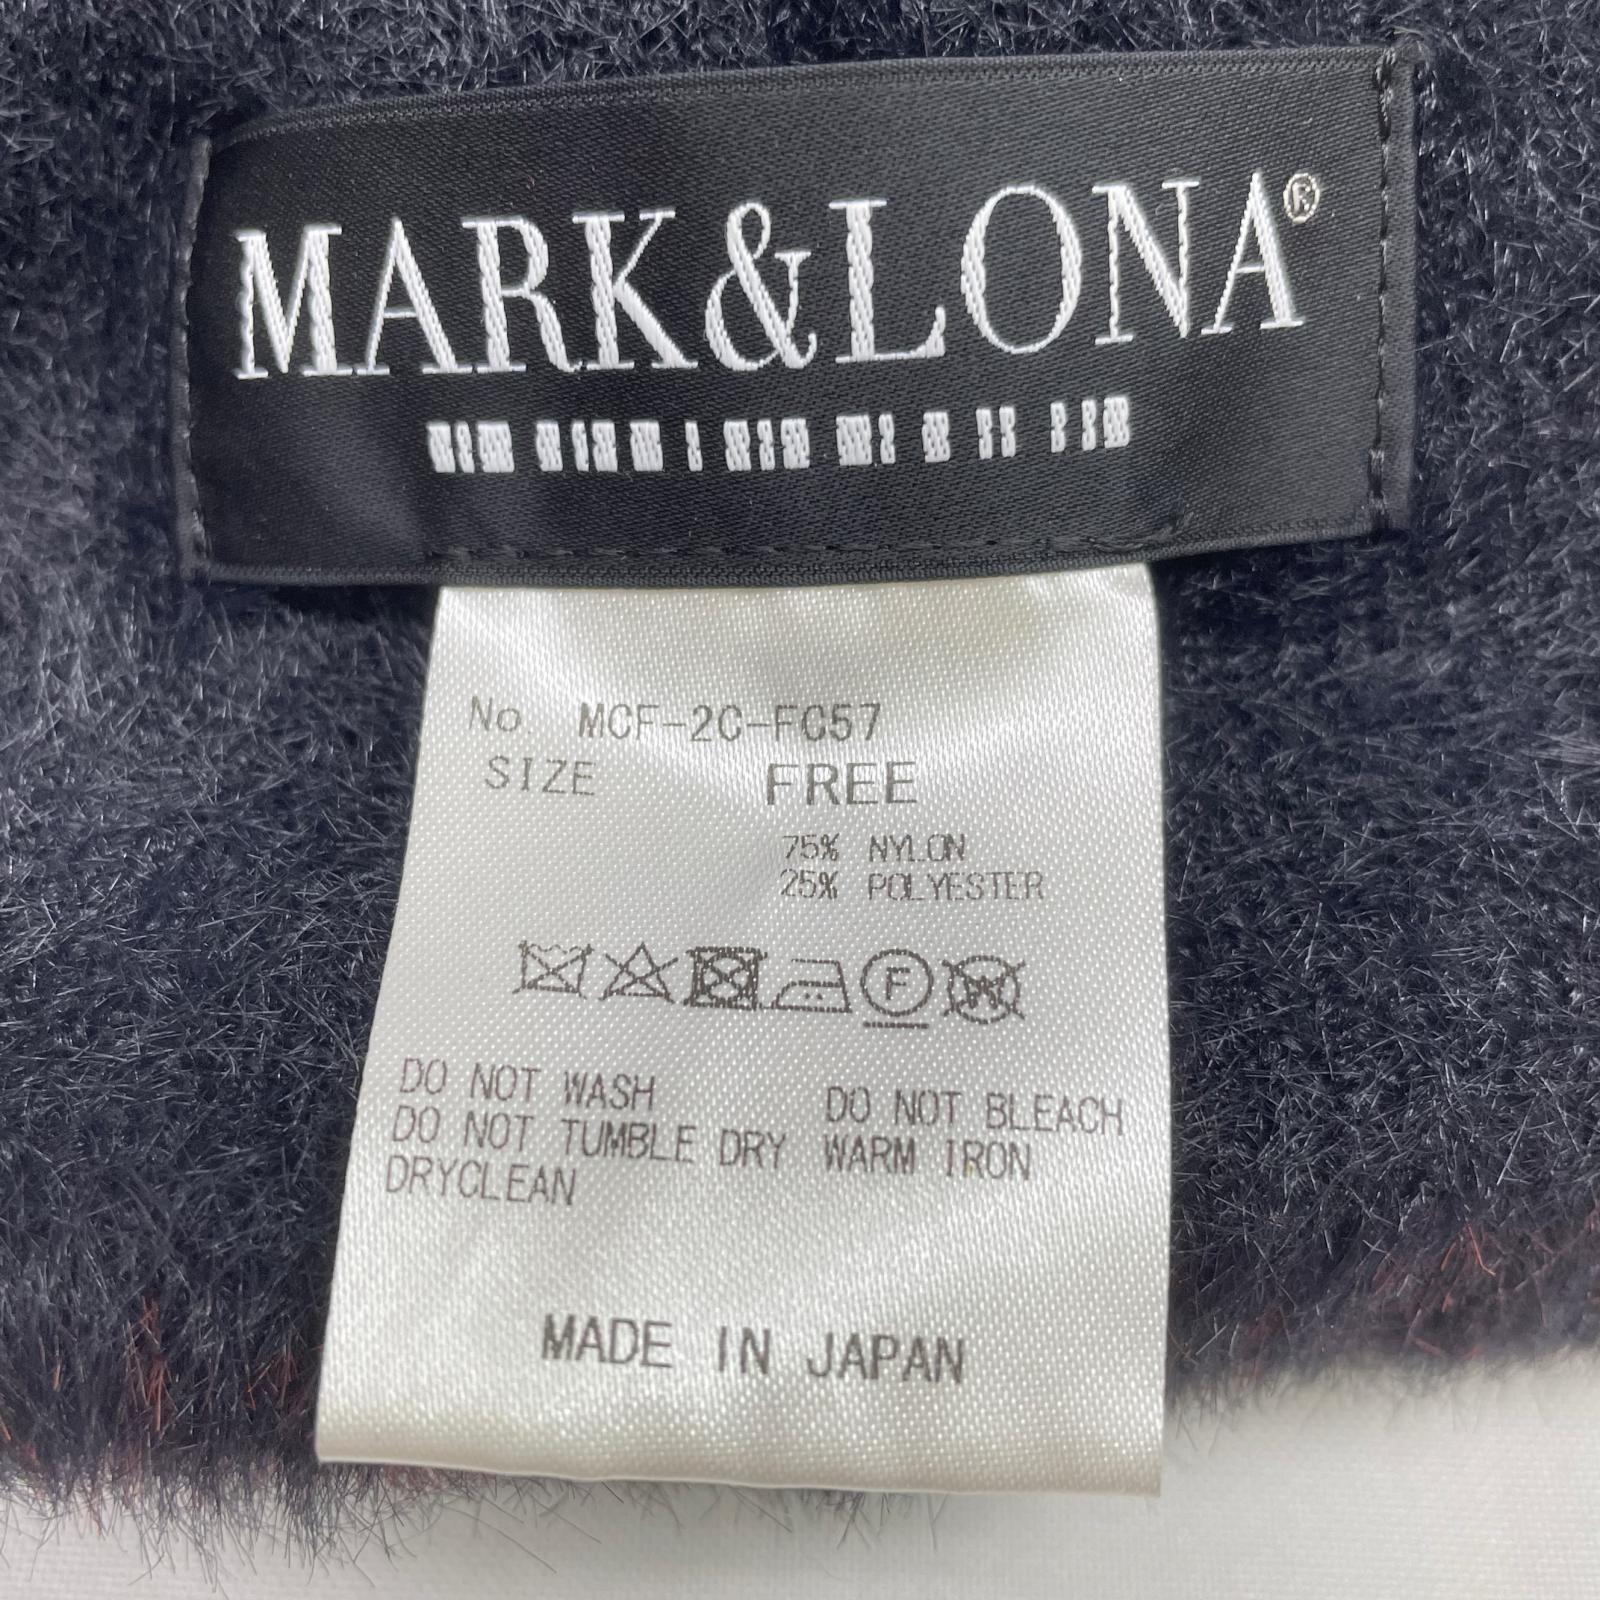 MARK&LONA®
No. MCF-2C-FC57
SIZE FREE
75% NYLON
25% POLYESTER
F W
DO NOT WASH DO NOT BLEACH
DO NOT TUMBLE DRY WARM IRON
DRYCLEAN
MADE IN JAPAN